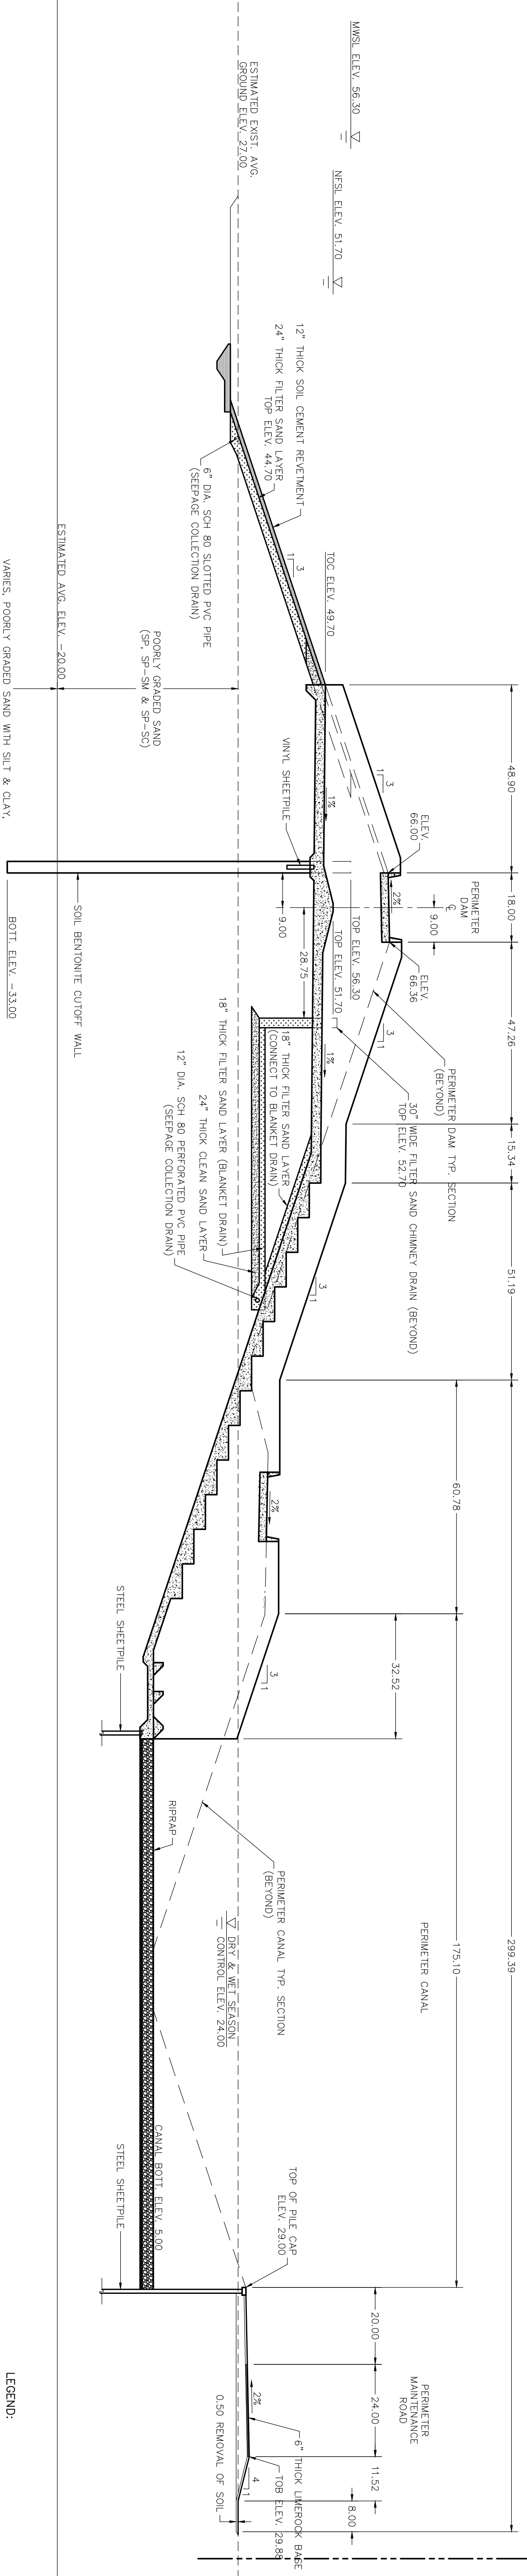 MWSL ELEV. 56.30
NFSL ELEV. 51.70
ESTIMATED EXIST. AVG.
GROUND ELEV. 27.00
12" THICK SOIL CEMENT REVETMENT
24" THICK FILTER SAND LAYER
TOP ELEV. 44.70
6" DIA. SCH 80 SLOTTED PVC PIPE
(SEEPAGE COLLECTION DRAIN)
ESTIMATED AVG. ELEV. -20.00
POORLY GRADED SAND
(SP, SP-SM & SP-SC)
VARIES, POORLY GRADED SAND WITH SILT & CLAY,
TOC ELEV. 49.70
3
1
48.90
18.00
47.26
15.34
51.19
299.39
3
1
ELEV.
66.00
PERIMETER
DAM
℄
9.00
2%
ELEV.
66.36
1%
VINYL SHEETPILE
9.00
TOP ELEV. 56.30
TOP ELEV. 51.70
28.75
SOIL BENTONITE CUTOFF WALL
BOTT. ELEV. -33.00
3
1
PERIMETER DAM TYP. SECTION
(BEYOND)
30" WIDE FILTER SAND CHIMNEY DRAIN (BEYOND)
TOP ELEV. 52.70
1%
18" THICK FILTER SAND LAYER
(CONNECT TO BLANKET DRAIN)
18" THICK FILTER SAND LAYER (BLANKET DRAIN)
24" THICK CLEAN SAND LAYER
12" DIA. SCH 80 PERFORATED PVC PIPE
(SEEPAGE COLLECTION DRAIN)
3
1
60.78
175.10
2%
32.52
3
1
STEEL SHEETPILE
RIPRAP
PERIMETER CANAL
PERIMETER CANAL TYP. SECTION
(BEYOND)
DRY & WET SEASON
CONTROL ELEV. 24.00
CANAL BOTT. ELEV. 5.00
STEEL SHEETPILE
TOP OF PILE CAP
ELEV. 29.00
20.00
24.00
11.52
8.00
PERIMETER
MAINTENANCE
ROAD
2%
6" THICK LIMEROCK BASE
TOB ELEV. 29.88
4
1
0.50 REMOVAL OF SOIL
LEGEND: